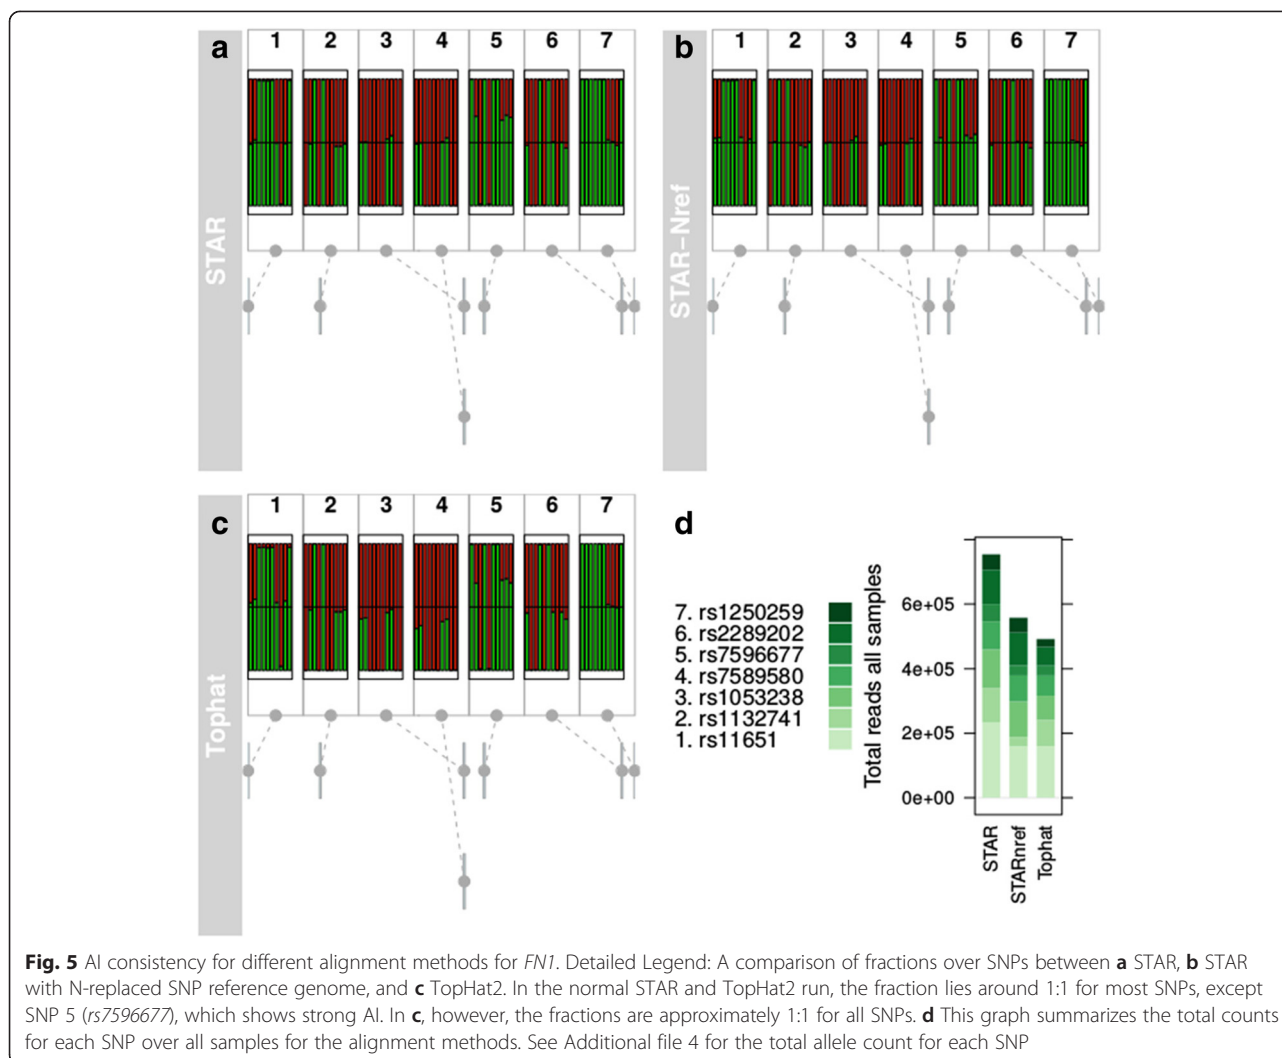 a
1 2 3 4 5 6 7
STAR
b
1 2 3 4 5 6 7
STAR–Nref
c
1 2 3 4 5 6 7
Tophat
d
7. rs1250259
6. rs2289202
5. rs7596677
4. rs7589580
3. rs1053238
2. rs1132741
1. rs11651
Total reads all samples
6e+05
4e+05
2e+05
0e+00
STAR
STARnref
Tophat
Fig. 5 AI consistency for different alignment methods for FN1. Detailed Legend: A comparison of fractions over SNPs between a STAR, b STAR
with N-replaced SNP reference genome, and c TopHat2. In the normal STAR and TopHat2 run, the fraction lies around 1:1 for most SNPs, except
SNP 5 (rs7596677), which shows strong AI. In c, however, the fractions are approximately 1:1 for all SNPs. d This graph summarizes the total counts
for each SNP over all samples for the alignment methods. See Additional file 4 for the total allele count for each SNP